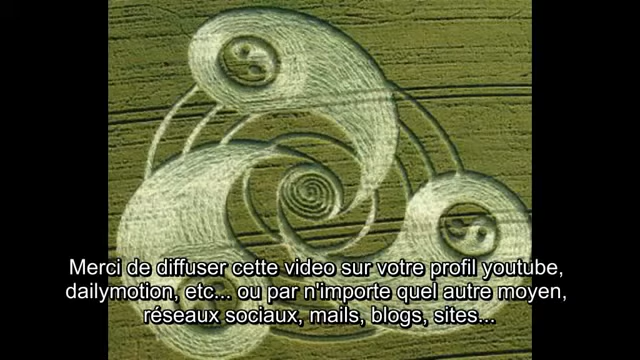 Merci de diffuser cette video sur votre profil youtube,
dailymotion, etc... ou par n'importe quel autre moyen,
réseaux sociaux, mails, blogs, sites...